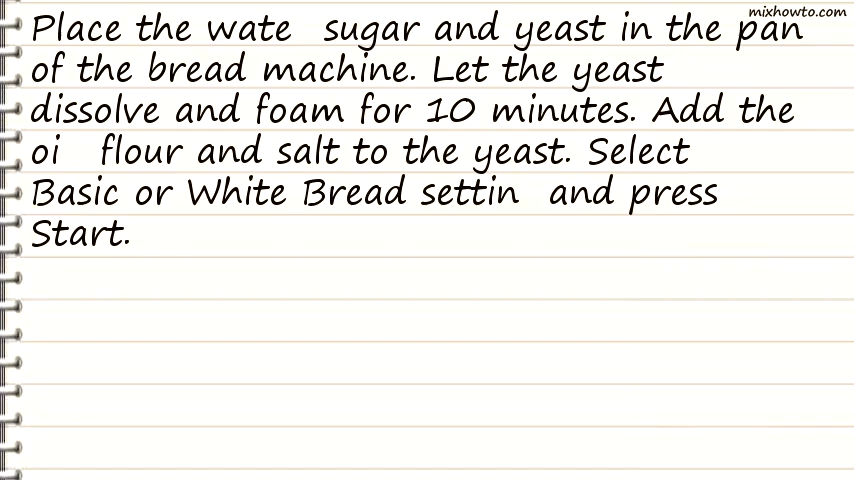 mixhowto.com
Place the wate sugar and yeast in the pan
of the bread machine. Let the yeast
dissolve and foam for 10 minutes. Add the
oi flour and salt to the yeast. Select
Basic or White Bread settin and press
Start.